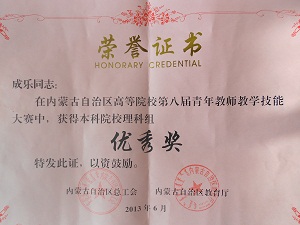 荣誉证书
HONORARY CREDENTIAL
成乐同志：
在内蒙古自治区高等院校第八届青年教师教学技能
大赛中，获得本科院校理科组
优秀奖
特发此证，以资鼓励。
内蒙古自治区总工会 内蒙古自治区教育厅
2013年6月